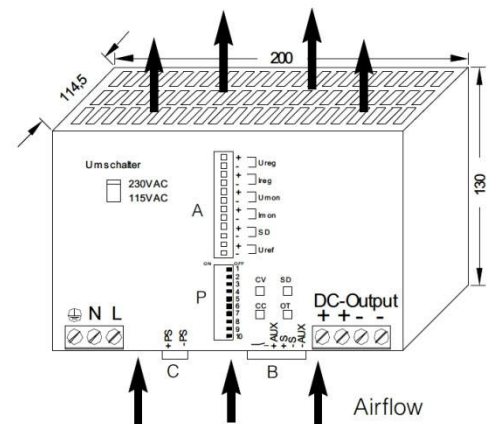 200
114,5
130
Umschalter
230VAC
115VAC
A
+
-
Ureg
+
-
Ireg
+
-
Umon
+
-
Imon
+
-
SD
+
-
Uref
ON OFF
P
1
2
3
4
5
6
7
8
9
10
CV SD
CC OT
N L
DC-Output
+ + - -
+PS
-PS
+AUX
+S
-S
-AUX
C
B
Airflow